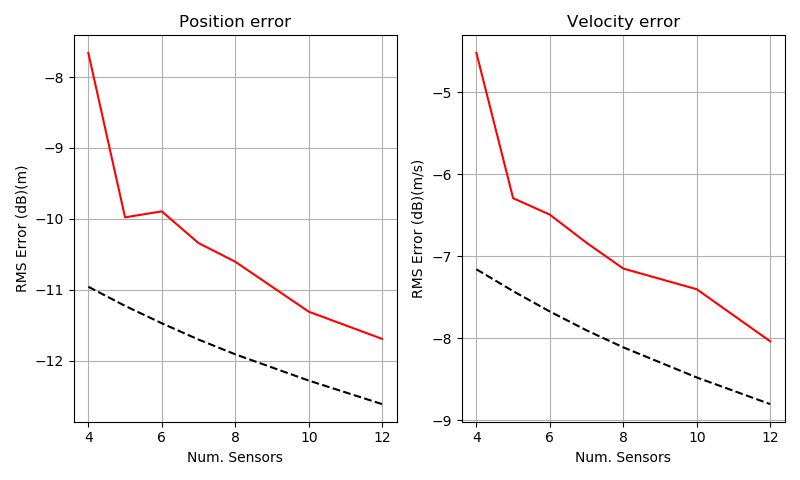 Position error
RMS Error (dB)(m)
−8
−9
−10
−11
−12
4 6 8 10 12
Num. Sensors
Velocity error
RMS Error (dB)(m/s)
−5
−6
−7
−8
−9
4 6 8 10 12
Num. Sensors